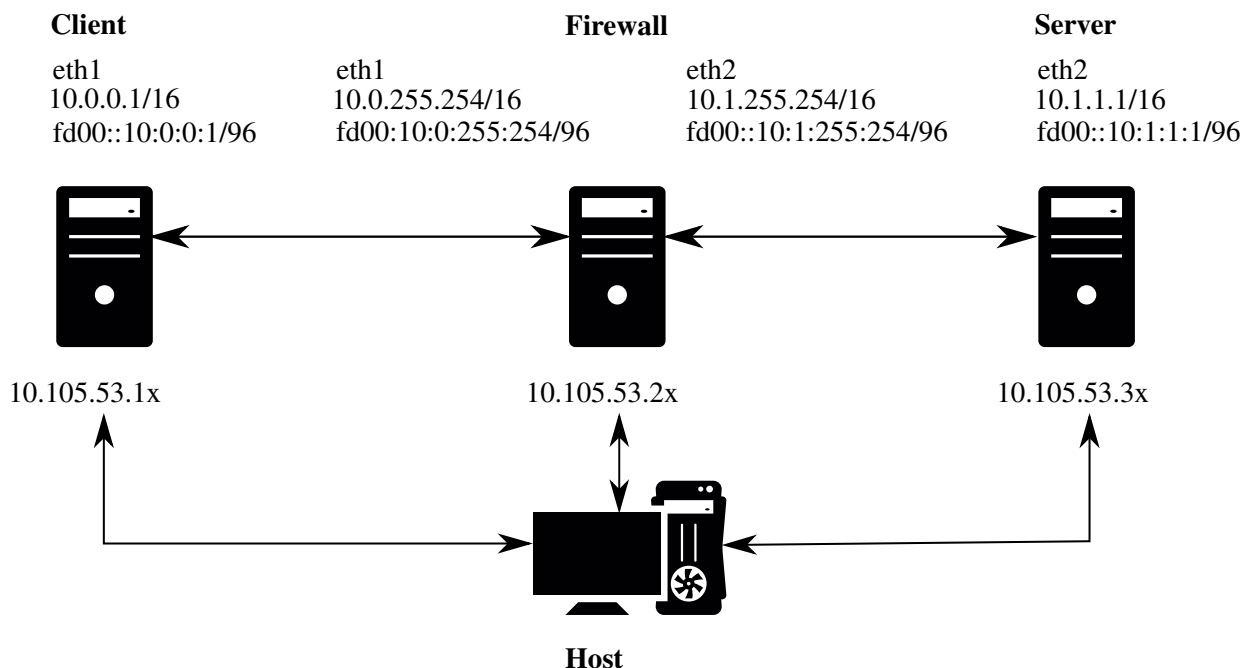 Client
eth1
10.0.0.1/16
fd00::10:0:0:1/96
eth1
10.0.255.254/16
fd00:10:0:255:254/96
Firewall
eth2
10.1.255.254/16
fd00::10:1:255:254/96
Server
eth2
10.1.1.1/16
fd00::10:1:1:1/96
10.105.53.1x
10.105.53.2x
10.105.53.3x
Host